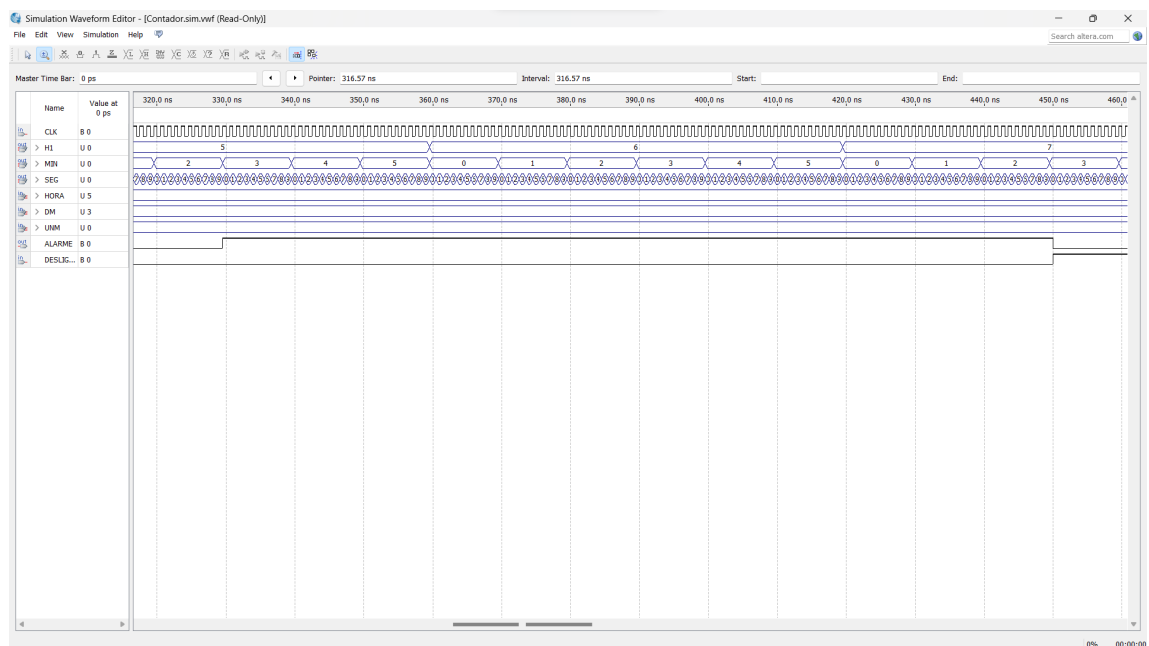 Simulation Waveform Editor - [Contador.sim.vwf (Read-Only)]
File Edit View Simulation Help
Search altera.com
Master Time Bar: 0 ps Pointer: 316.57 ns Interval: 316.57 ns Start: End:
Name Value at 0 ps
320,0 ns 330,0 ns 340,0 ns 350,0 ns 360,0 ns 370,0 ns 380,0 ns 390,0 ns 400,0 ns 410,0 ns 420,0 ns 430,0 ns 440,0 ns 450,0 ns 460,0
CLK B 0
H1 U 0 5 6 7
MIN U 0 2 3 4 5 0 1 2 3 4 5 0 1 2 3
SEG U 0
HORA U 5
DM U 3
UNM U 0
ALARME B 0
DESLIG... B 0
0% 00:00:00